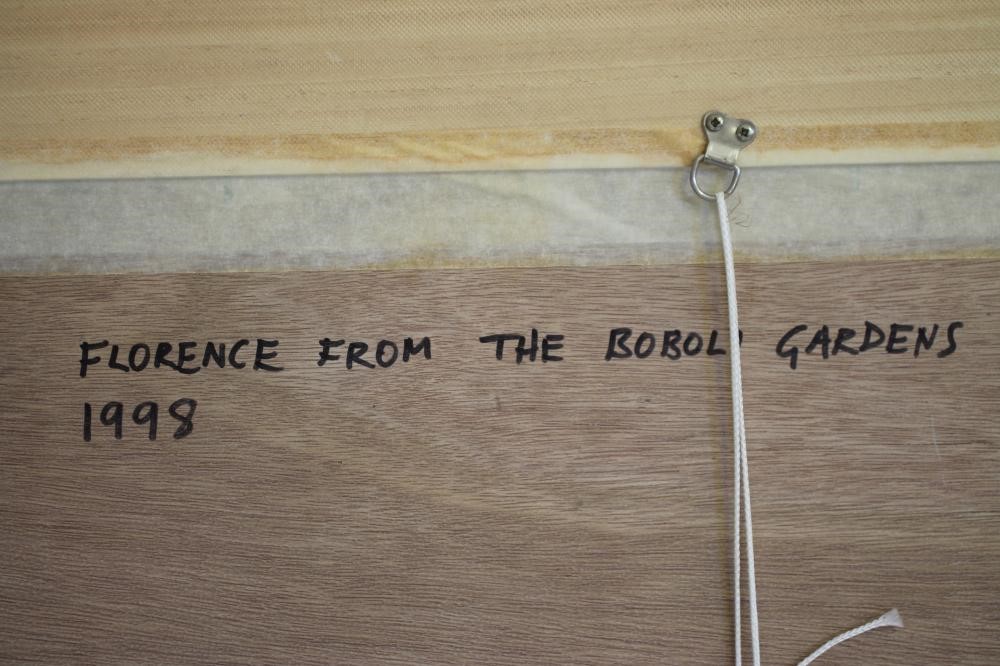 FLORENCE FROM THE BOBOLI GARDENS
1998